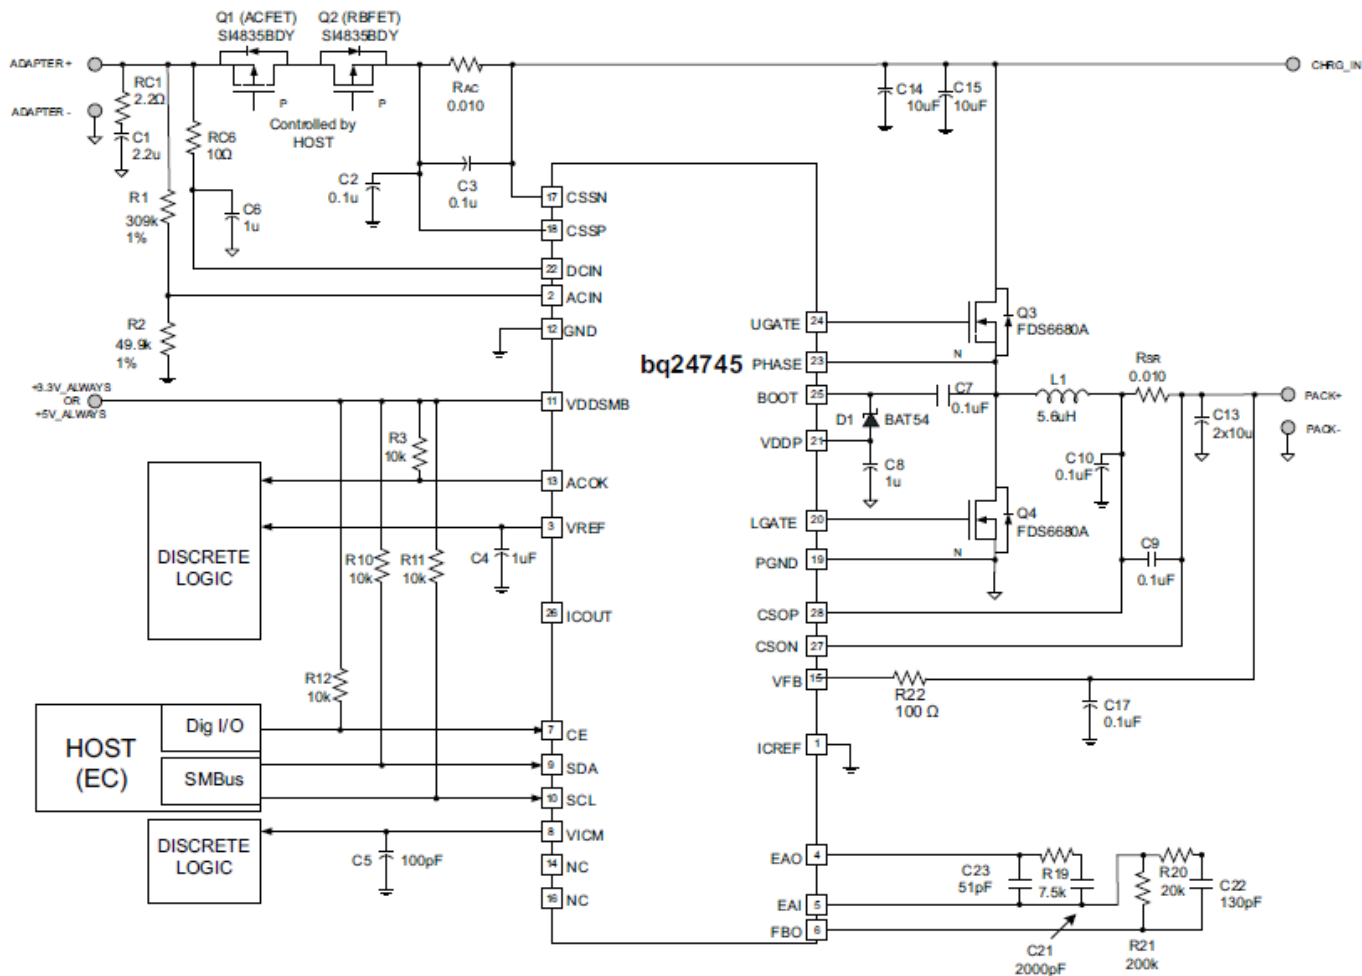 Q1 (ACFET)
SI4835BDY
Q2 (RBFET)
SI4835BDY
ADAPTER+
ADAPTER-
RC1
2.2Ω
C1
2.2u
RC6
10Ω
P
P
Controlled by
HOST
RAC
0.010
C14
10uF
C15
10uF
CHRG_IN
R1
309k
1%
C6
1u
C2
0.1u
C3
0.1u
R2
49.9k
1%
17 CSSN
18 CSSP
22 DCIN
2 ACIN
12 GND
+3.3V_ALWAYS
OR
+5V_ALWAYS
11 VDDSMB
R3
10k
13 ACOK
3 VREF
DISCRETE
LOGIC
R10
10k
R11
10k
C4
1uF
26 ICOUT
R12
10k
HOST
(EC)
Dig I/O
SMBus
7 CE
9 SDA
10 SCL
DISCRETE
LOGIC
8 VICM
C5
100pF
14 NC
16 NC
bq24745
UGATE 24
PHASE 23
BOOT 25
VDDP 21
LGATE 20
PGND 19
CSOP 28
CSON 27
VFB 15
ICREF 1
EAO 4
EAI 5
FBO 6
Q3
FDS6680A
N
D1
BAT54
C7
0.1uF
C8
1u
L1
5.6uH
RSR
0.010
C13
2x10u
PACK+
PACK-
C10
0.1uF
Q4
FDS6680A
N
C9
0.1uF
R22
100 Ω
C17
0.1uF
C23
51pF
R19
7.5k
C21
2000pF
R20
20k
C22
130pF
R21
200k